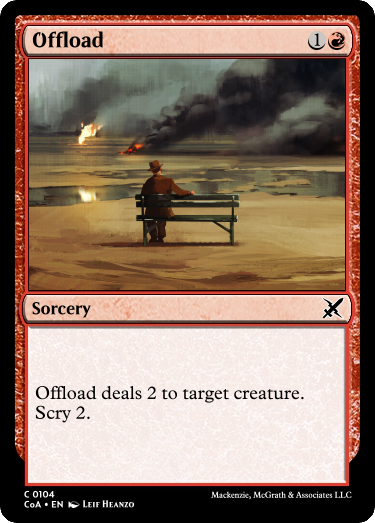 Offload 1
Sorcery
Offload deals 2 to target creature.
Scry 2.
C 0104
CoA • EN Leif Heanzo
Mackenzie, McGrath & Associates LLC